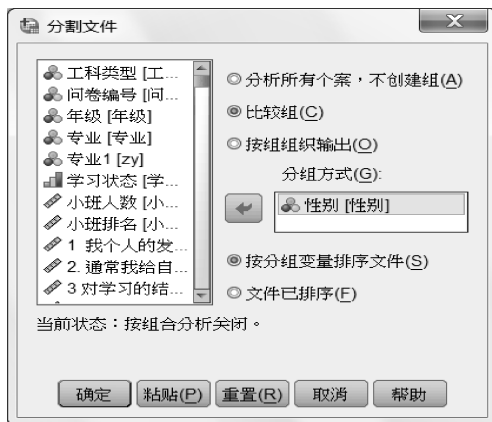 分割文件
工科类型 [工...
问卷编号 [问...
年级 [年级]
专业 [专业]
专业1 [zy]
学习状态 [学...
小班人数 [小...
小班排名 [小...
1 我个人的发...
2. 通常我给自...
3 对学习的结...
分析所有个案，不创建组(A)
比较组(C)
按组组织输出(O)
分组方式(G):
性别 [性别]
按分组变量排序文件(S)
文件已排序(F)
当前状态：按组合分析关闭。
确定 粘贴(P) 重置(R) 取消 帮助